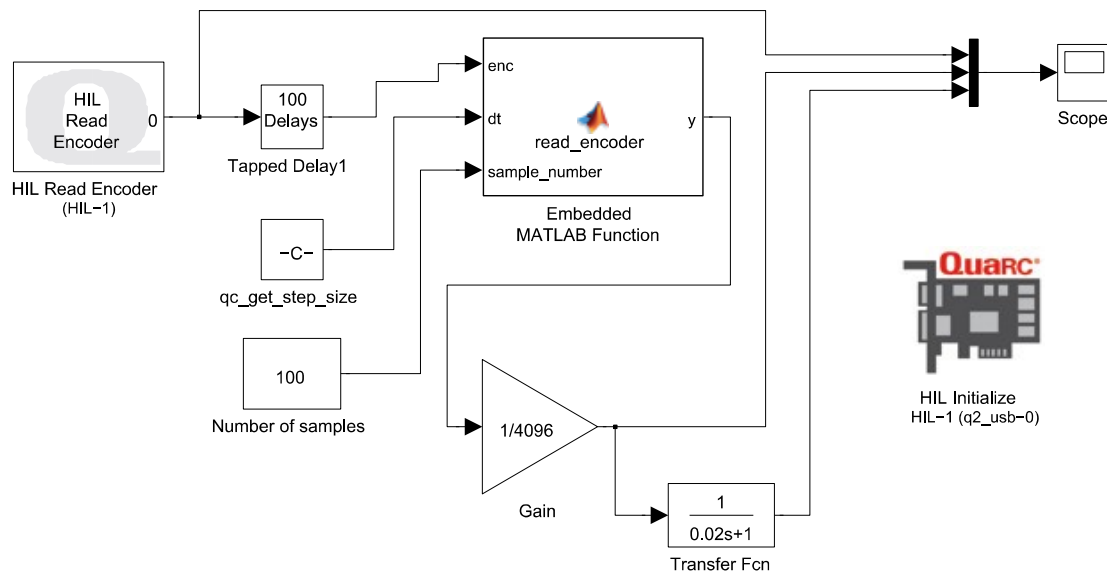 HIL
Read
Encoder
0
HIL Read Encoder
(HIL−1)
100
Delays
Tapped Delay1
−C−
qc_get_step_size
100
Number of samples
enc
dt
sample_number
read_encoder
y
Embedded
MATLAB Function
1/4096
Gain
1
0.02s+1
Transfer Fcn
Scope
QUARC®
HIL Initialize
HIL−1 (q2_usb−0)